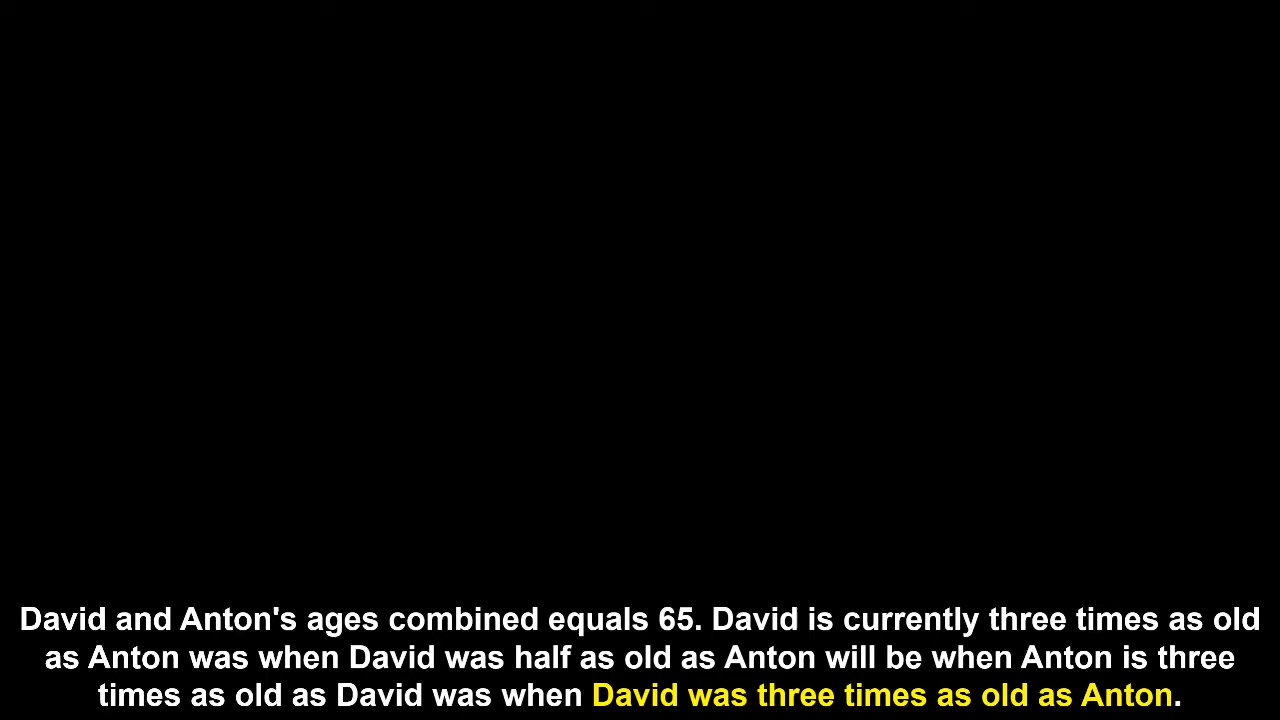 David and Anton's ages combined equals 65. David is currently three times as old
as Anton was when David was half as old as Anton will be when Anton is three
times as old as David was when David was three times as old as Anton.